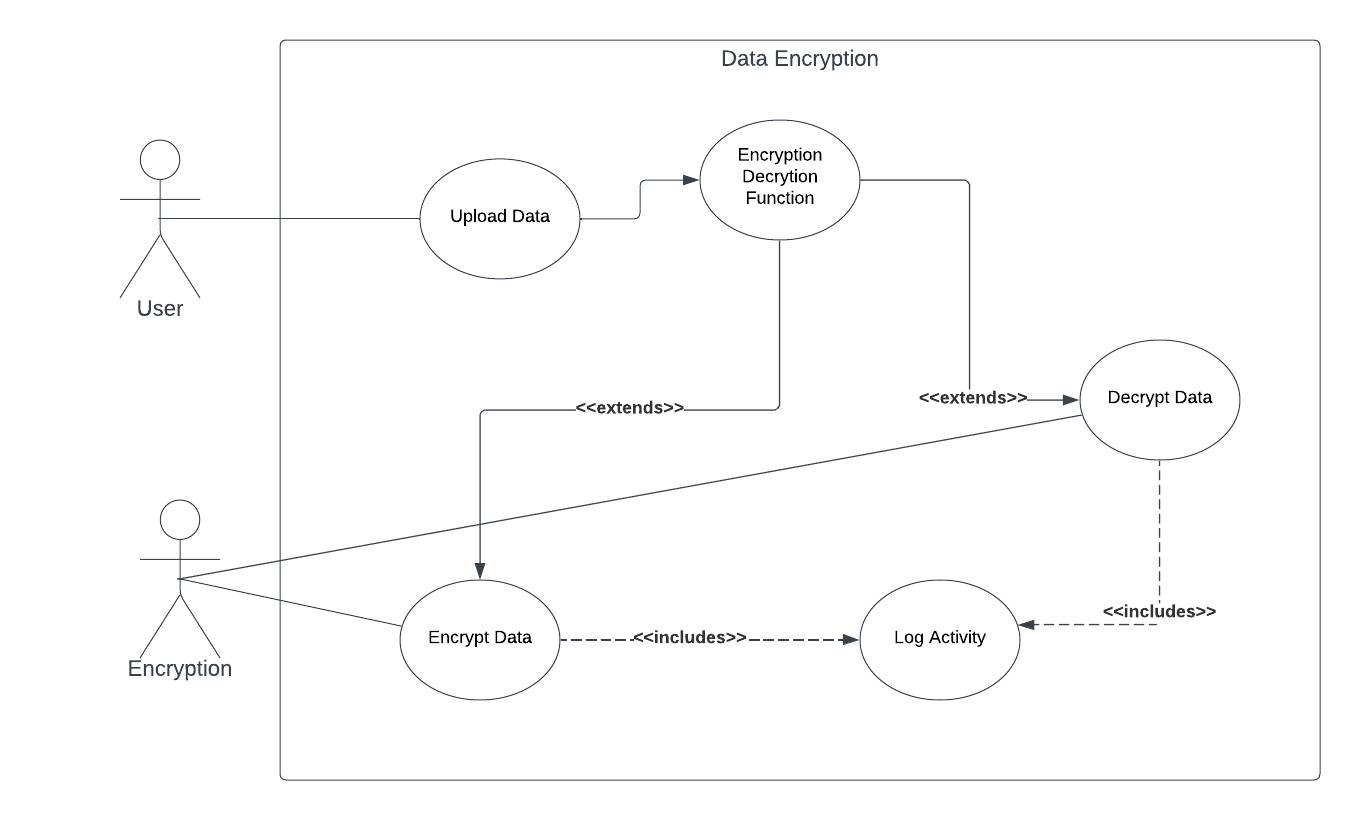 Data Encryption
Encryption
Decrytion
Function
Upload Data
User
<<extends>>
Decrypt Data
<<extends>>
<<includes>>
Encrypt Data
<<includes>>
Log Activity
Encryption